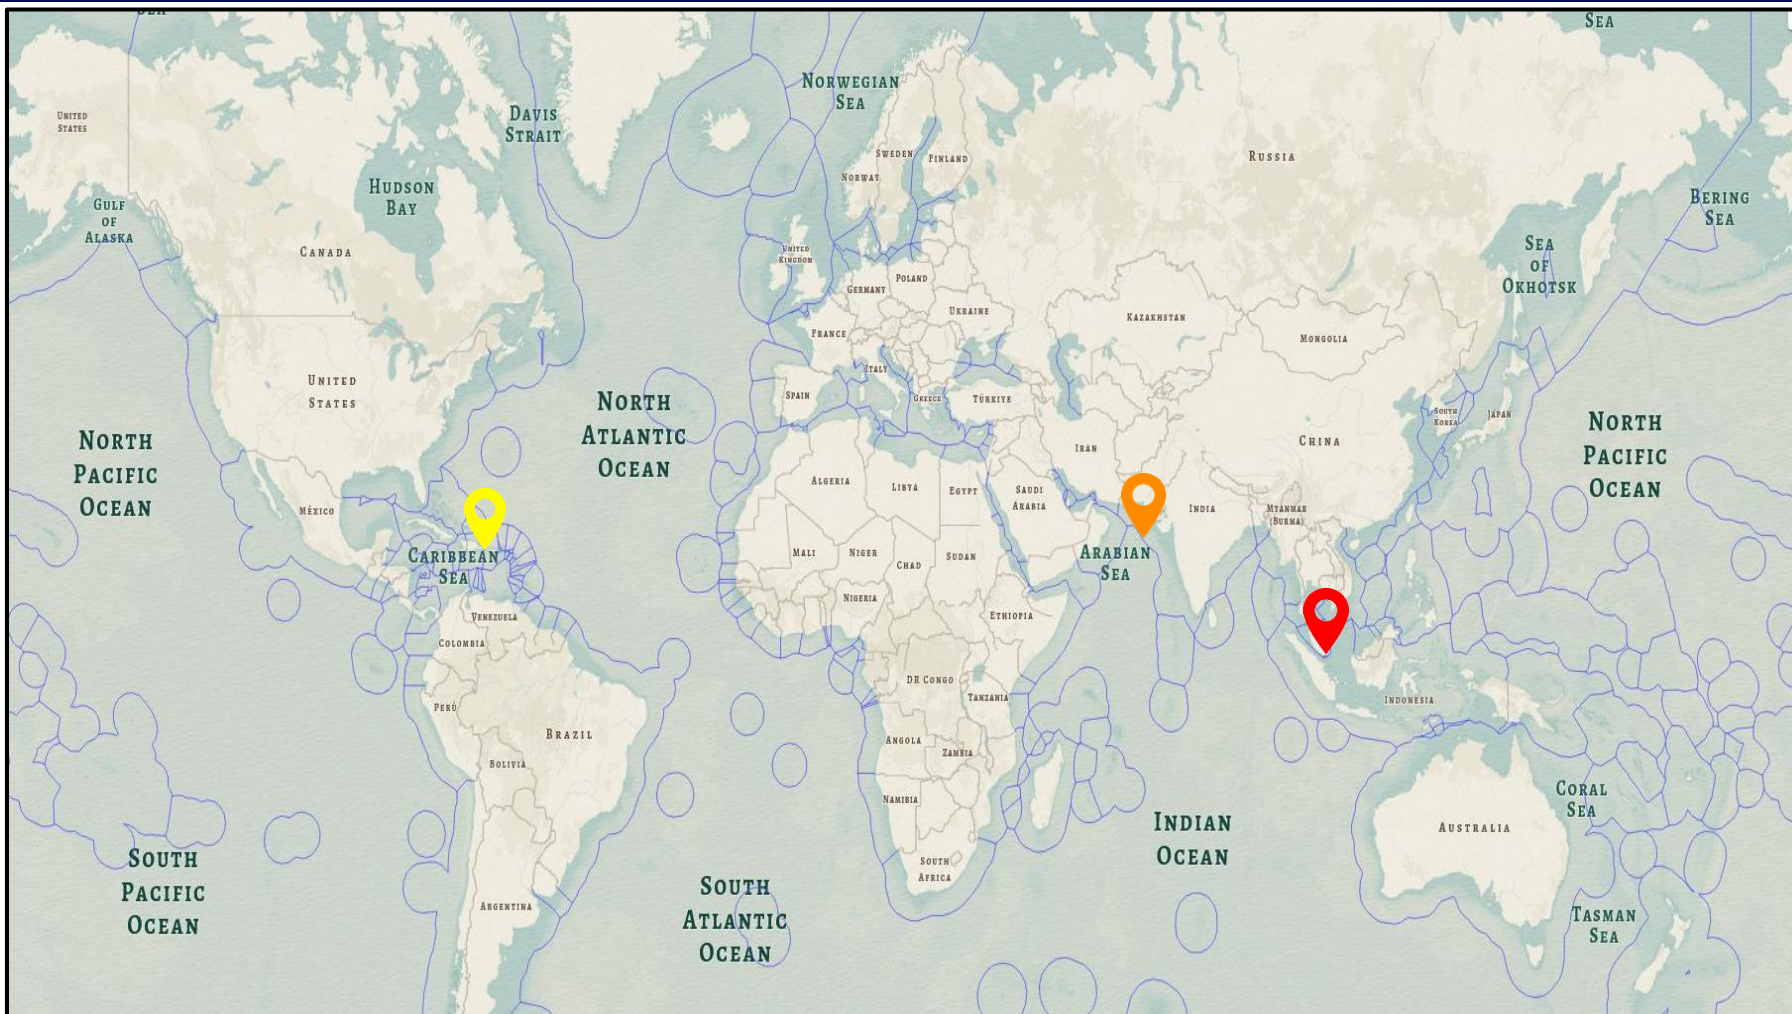 SEA
SEA
NORWEGIAN
SEA
DAVIS
STRAIT
UNITED
STATES
SWEDEN
FINLAND
NORWAY
RUSSIA
HUDSON
BAY
GULF
OF
ALASKA
BERING
SEA
CANADA
UNITED
KINGDOM
SEA
OF
OKHOTSK
POLAND
GERMANY
UKRAINE
FRANCE
KAZAKHSTAN
MONGOLIA
ITALY
UNITED
STATES
SPAIN
GREECE
TÜRKIYE
SOUTH
KOREA
JAPAN
NORTH
ATLANTIC
OCEAN
NORTH
PACIFIC
OCEAN
IRAN
CHINA
NORTH
PACIFIC
OCEAN
ALGERIA
LIBYA
EGYPT
SAUDI
ARABIA
INDIA
MYANMAR
(BURMA)
MÉXICO
CARIBBEAN
SEA
MALI
NIGER
CHAD
SUDAN
ARABIAN
SEA
NIGERIA
ETHIOPIA
VENEZUELA
COLOMBIA
DR CONGO
TANZANIA
INDONESIA
PERÚ
BRAZIL
ANGOLA
ZAMBIA
BOLIVIA
NAMIBIA
CORAL
SEA
INDIAN
OCEAN
AUSTRALIA
SOUTH
PACIFIC
OCEAN
SOUTH
AFRICA
SOUTH
ATLANTIC
OCEAN
ARGENTINA
TASMAN
SEA